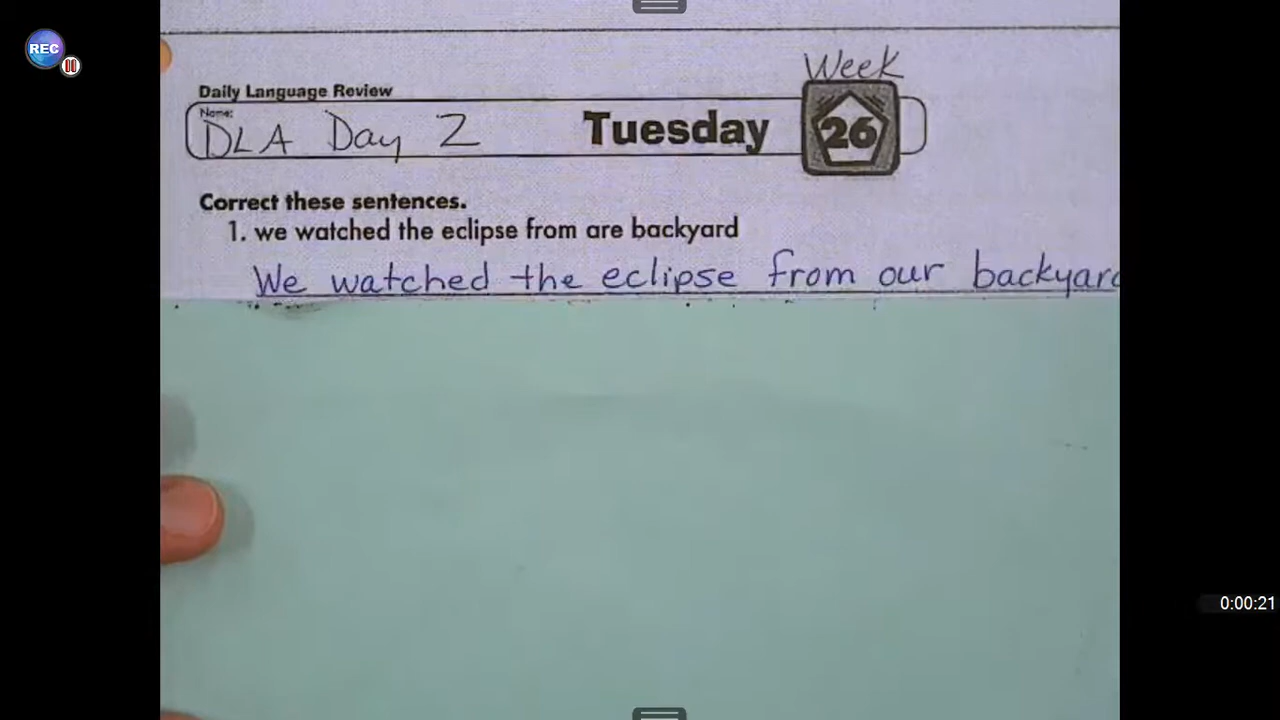 REC
Week
Daily Language Review
Name:
DLA Day 2
Tuesday
26
Correct these sentences.
1. we watched the eclipse from are backyard
We watched the eclipse from our backyard
0:00:21